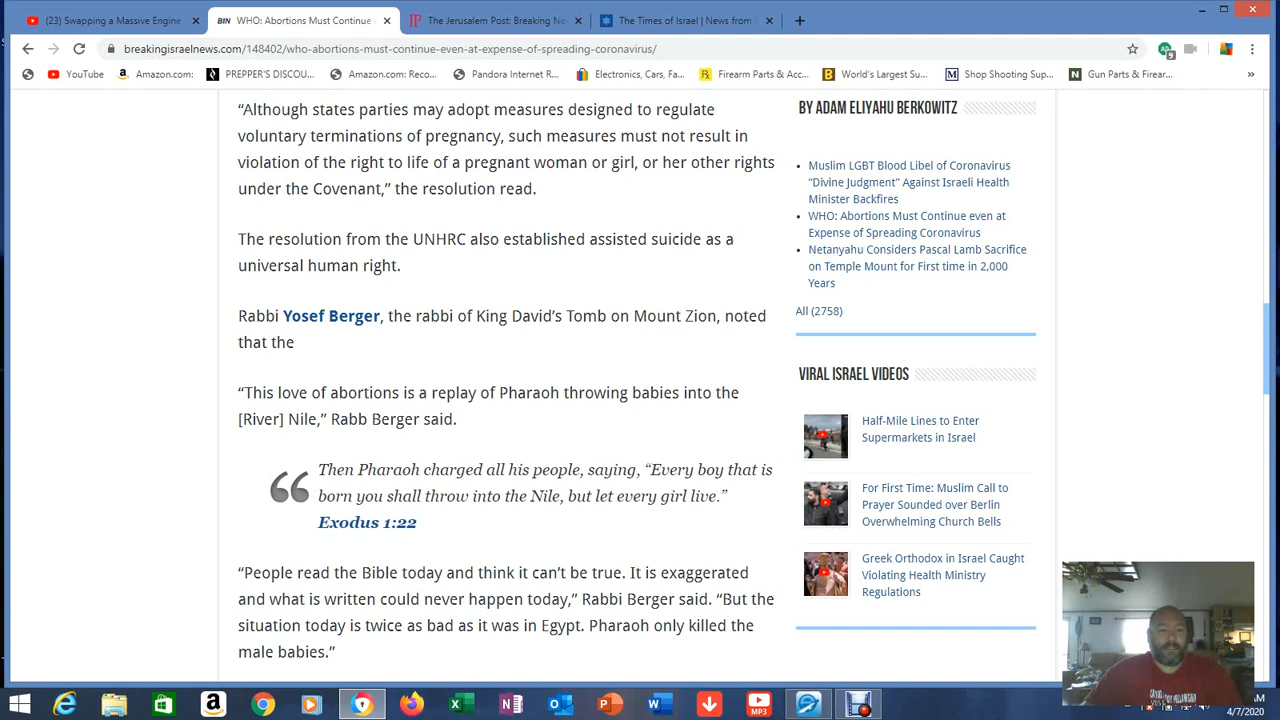 (23) Swapping a Massive Engine
BIN WHO: Abortions Must Continue
JP The Jerusalem Post: Breaking Ne
The Times of Israel | News from
breakingisraelnews.com/148402/who-abortions-must-continue-even-at-expense-of-spreading-coronavirus/
9
YouTube
Amazon.com:
PREPPER'S DISCOU...
Amazon.com: Reco...
Pandora Internet R...
Electronics, Cars, Fa...
Firearm Parts & Acc...
World's Largest Su...
Shop Shooting Sup...
Gun Parts & Firear...
“Although states parties may adopt measures designed to regulate
voluntary terminations of pregnancy, such measures must not result in
violation of the right to life of a pregnant woman or girl, or her other rights
under the Covenant,” the resolution read.
The resolution from the UNHRC also established assisted suicide as a
universal human right.
Rabbi Yosef Berger, the rabbi of King David’s Tomb on Mount Zion, noted
that the
“This love of abortions is a replay of Pharaoh throwing babies into the
[River] Nile,” Rabb Berger said.
Then Pharaoh charged all his people, saying, “Every boy that is
born you shall throw into the Nile, but let every girl live.”
Exodus 1:22
“People read the Bible today and think it can’t be true. It is exaggerated
and what is written could never happen today,” Rabbi Berger said. “But the
situation today is twice as bad as it was in Egypt. Pharaoh only killed the
male babies.”
BY ADAM ELIYAHU BERKOWITZ
Muslim LGBT Blood Libel of Coronavirus
“Divine Judgment” Against Israeli Health
Minister Backfires
WHO: Abortions Must Continue even at
Expense of Spreading Coronavirus
Netanyahu Considers Pascal Lamb Sacrifice
on Temple Mount for First time in 2,000
Years
All (2758)
VIRAL ISRAEL VIDEOS
Half-Mile Lines to Enter
Supermarkets in Israel
For First Time: Muslim Call to
Prayer Sounded over Berlin
Overwhelming Church Bells
Greek Orthodox in Israel Caught
Violating Health Ministry
Regulations
MP3
4/7/2020